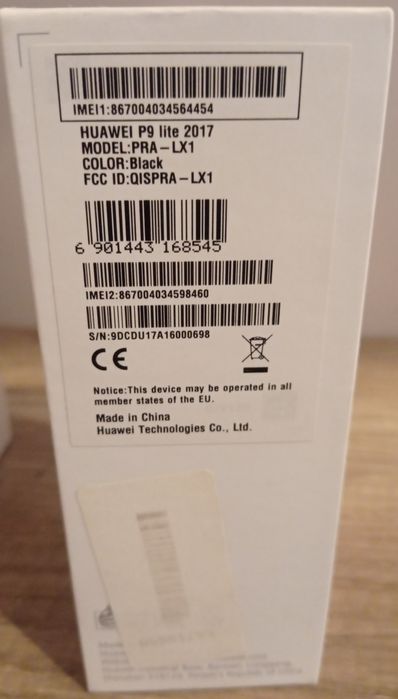 IMEI1:867004034564454
HUAWEI P9 lite 2017
MODEL:PRA-LX1
COLOR:Black
FCC ID:QISPRA-LX1
6 901443 168545
IMEI2:867004034598460
S/N:9DCDU17A16000698
CE
Notice:This device may be operated in all
member states of the EU.
Made in China
Huawei Technologies Co., Ltd.